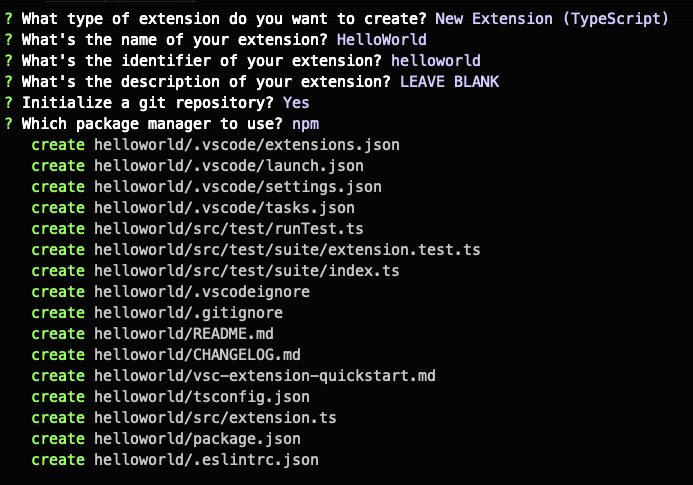 ? What type of extension do you want to create? New Extension (TypeScript)
? What's the name of your extension? HelloWorld
? What's the identifier of your extension? helloworld
? What's the description of your extension? LEAVE BLANK
? Initialize a git repository? Yes
? Which package manager to use? npm
create helloworld/.vscode/extensions.json
create helloworld/.vscode/launch.json
create helloworld/.vscode/settings.json
create helloworld/.vscode/tasks.json
create helloworld/src/test/runTest.ts
create helloworld/src/test/suite/extension.test.ts
create helloworld/src/test/suite/index.ts
create helloworld/.vscodeignore
create helloworld/.gitignore
create helloworld/README.md
create helloworld/CHANGELOG.md
create helloworld/vsc-extension-quickstart.md
create helloworld/tsconfig.json
create helloworld/src/extension.ts
create helloworld/package.json
create helloworld/.eslintrc.json